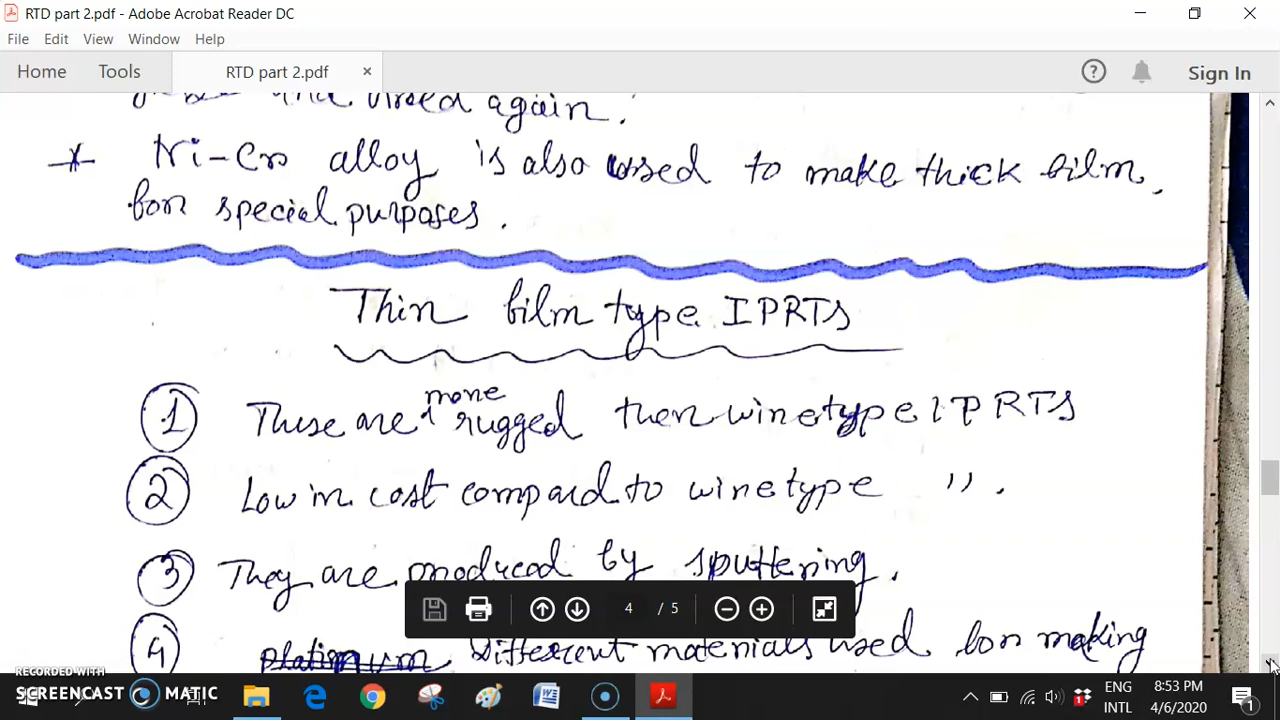 RTD part 2.pdf - Adobe Acrobat Reader DC
File Edit View Window Help
Home Tools RTD part 2.pdf × Sign In
again.
* Ni-Cr alloy is also used to make thick film,
for special purposes.
Thin film type IPRTS
1 These are more rugged then wire type IPRTS
2 Low in cost compard to wire type ,, .
3 They are produced by sputtering.
4 / 5
4 platinum Different materials used for making
RECORDED WITH
SCREENCAST MATIC
ENG 8:53 PM
INTL 4/6/2020
1